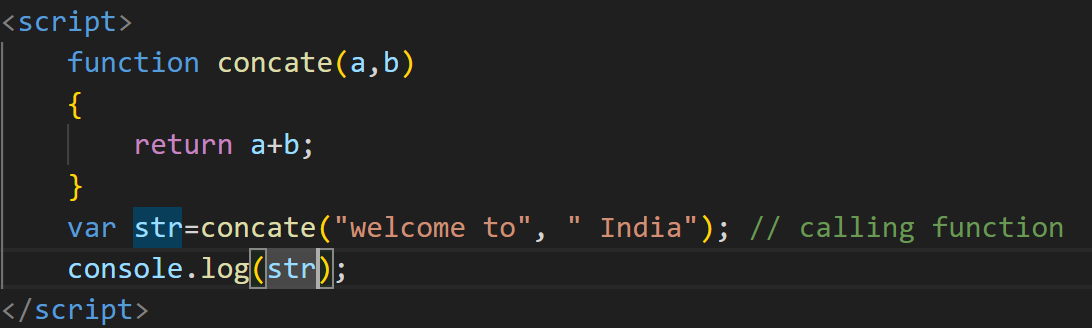 <script>
    function concate(a,b)
    {
        return a+b;
    }
    var str=concate("welcome to", " India"); // calling function
    console.log(str);
</script>